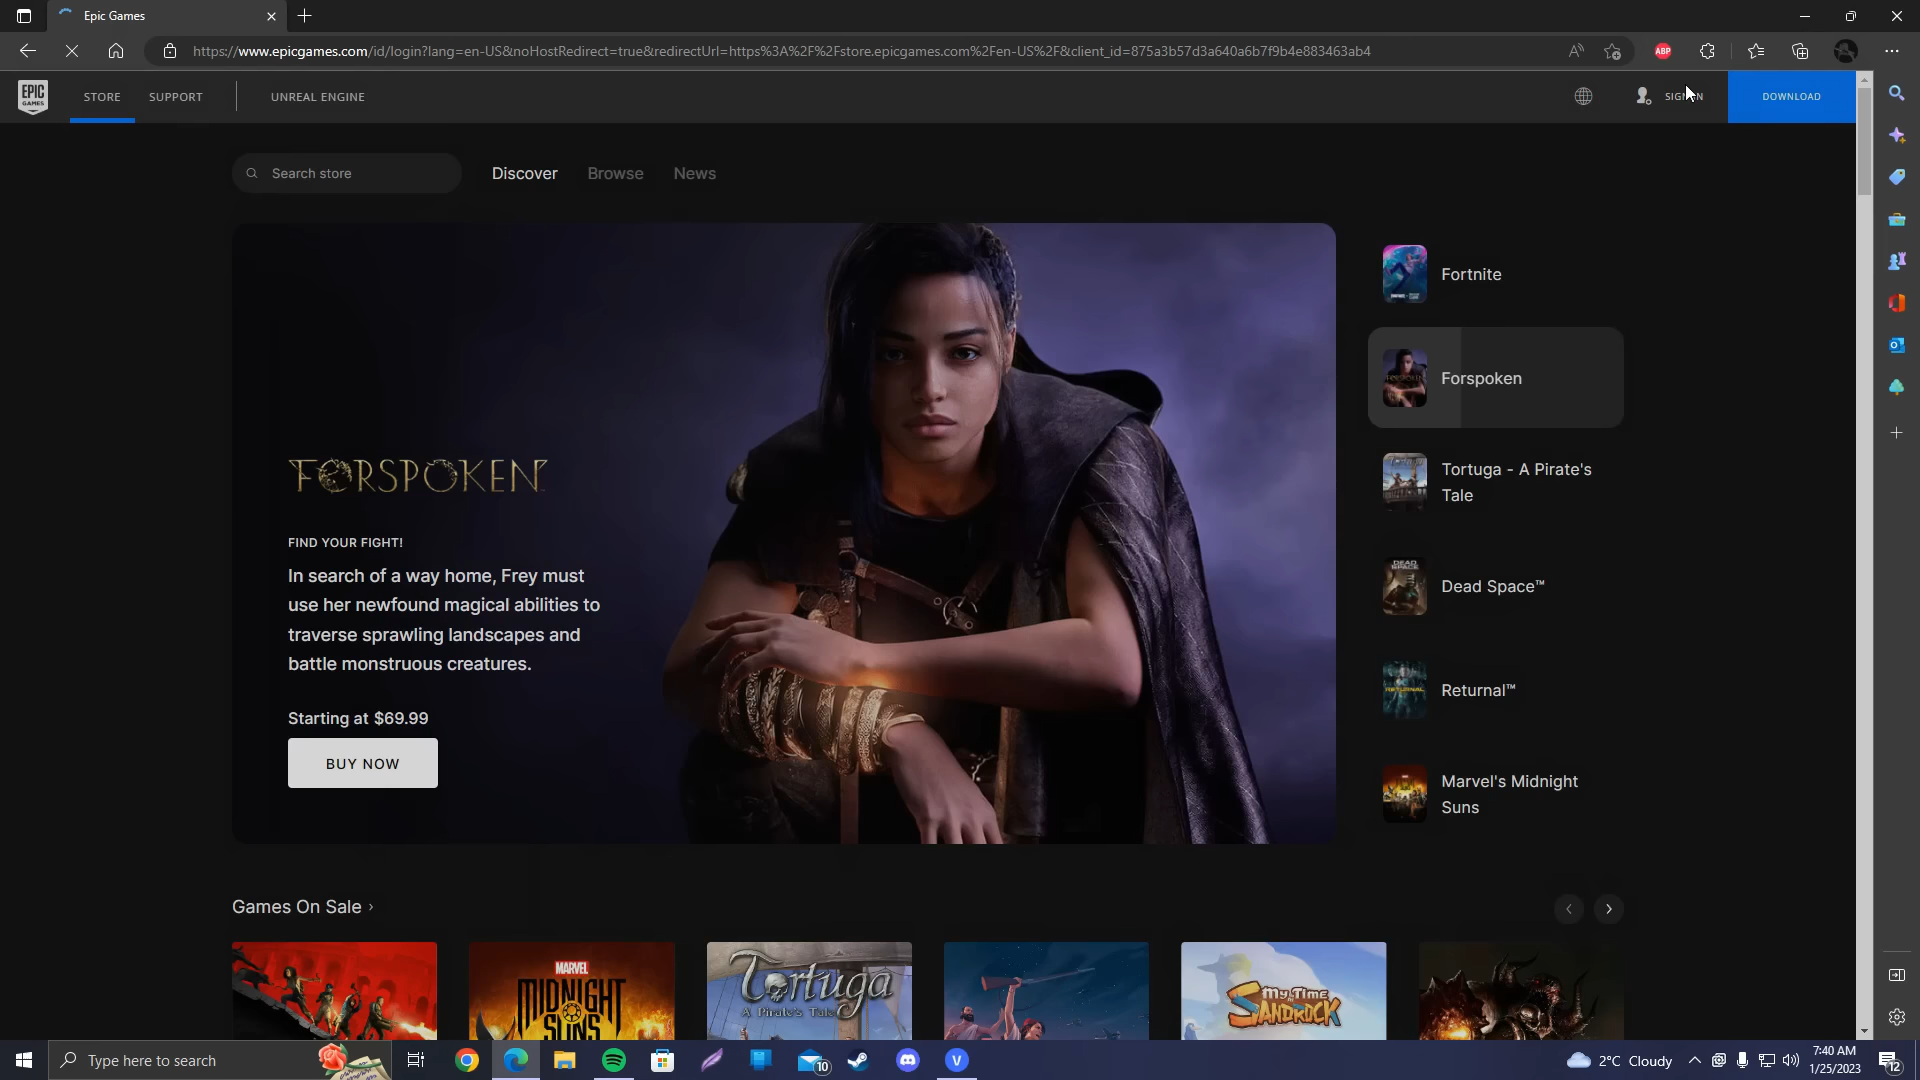 Epic Games
https://www.epicgames.com/id/login?lang=en-US&noHostRedirect=true&redirectUrl=https%3A%2F%2Fstore.epicgames.com%2Fen-US%2F&client_id=875a3b57d3a640a6b7f9b4e883463ab4
ABP
EPIC
GAMES
STORE
SUPPORT
UNREAL ENGINE
DOWNLOAD
Search store
Discover
Browse
News
Fortnite
Forspoken
Tortuga - A Pirate's
Tale
Dead Space™
Returnal™
Marvel's Midnight
Suns
FORSPOKEN
FIND YOUR FIGHT!
In search of a way home, Frey must
use her newfound magical abilities to
traverse sprawling landscapes and
battle monstrous creatures.
Starting at $69.99
BUY NOW
Games On Sale
MARVEL
MIDNIGHT
SUNS
Tortuga
A Pirate's Tale
My Time
SANDROCK
Type here to search
10
V
2°C Cloudy
7:40 AM
1/25/2023
12